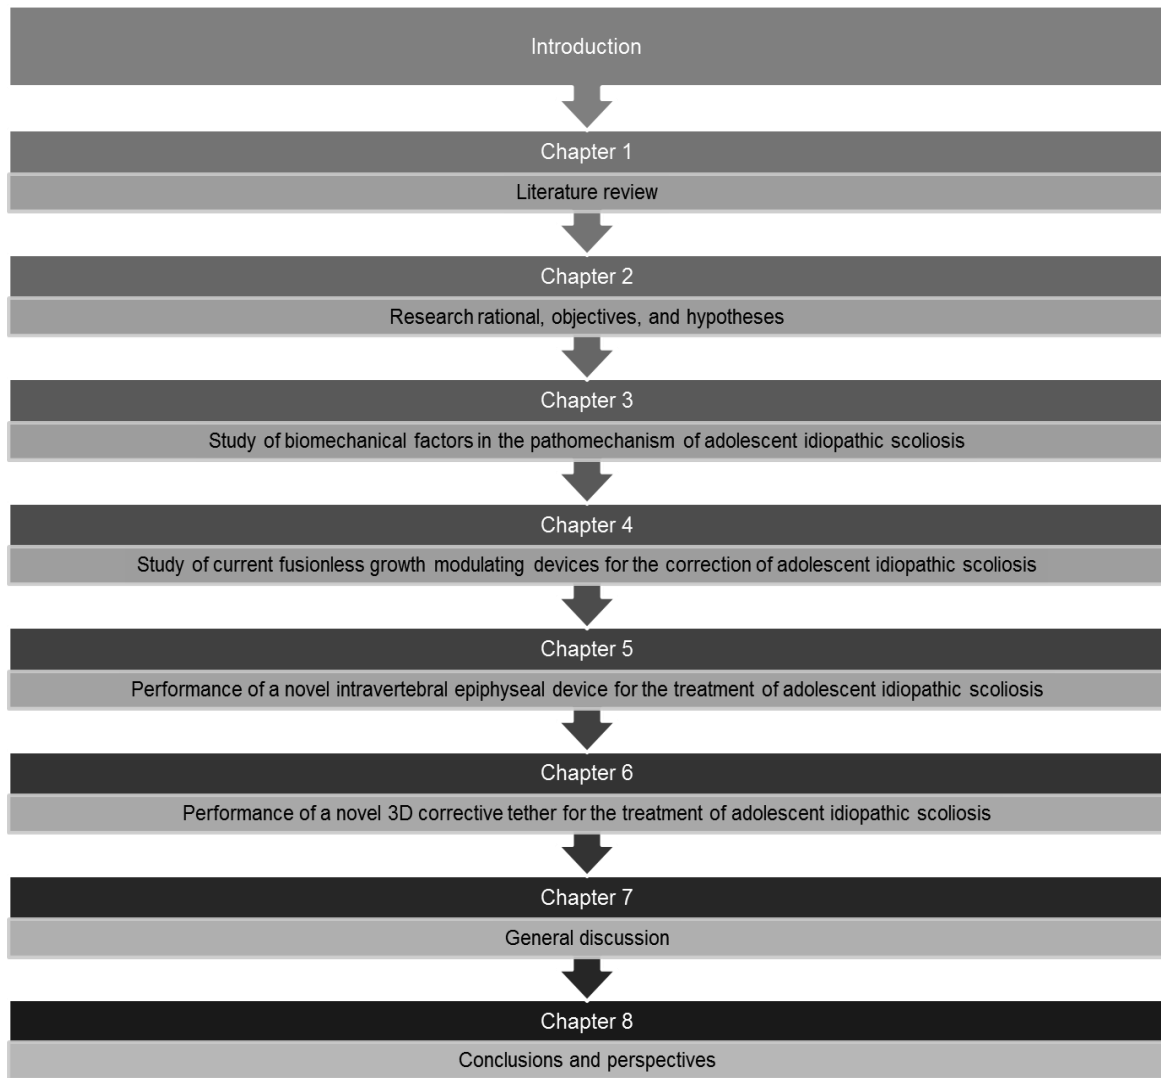 Introduction
Chapter 1
Literature review
Chapter 2
Research rational, objectives, and hypotheses
Chapter 3
Study of biomechanical factors in the pathomechanism of adolescent idiopathic scoliosis
Chapter 4
Study of current fusionless growth modulating devices for the correction of adolescent idiopathic scoliosis
Chapter 5
Performance of a novel intravertebral epiphyseal device for the treatment of adolescent idiopathic scoliosis
Chapter 6
Performance of a novel 3D corrective tether for the treatment of adolescent idiopathic scoliosis
Chapter 7
General discussion
Chapter 8
Conclusions and perspectives